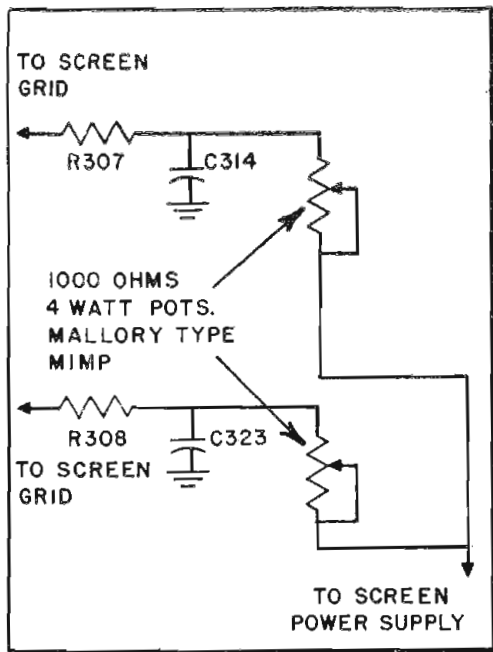 TO SCREEN
GRID
R307
C314
1000 OHMS
4 WATT POTS.
MALLORY TYPE
MIMP
R308
C323
TO SCREEN
GRID
TO SCREEN
POWER SUPPLY